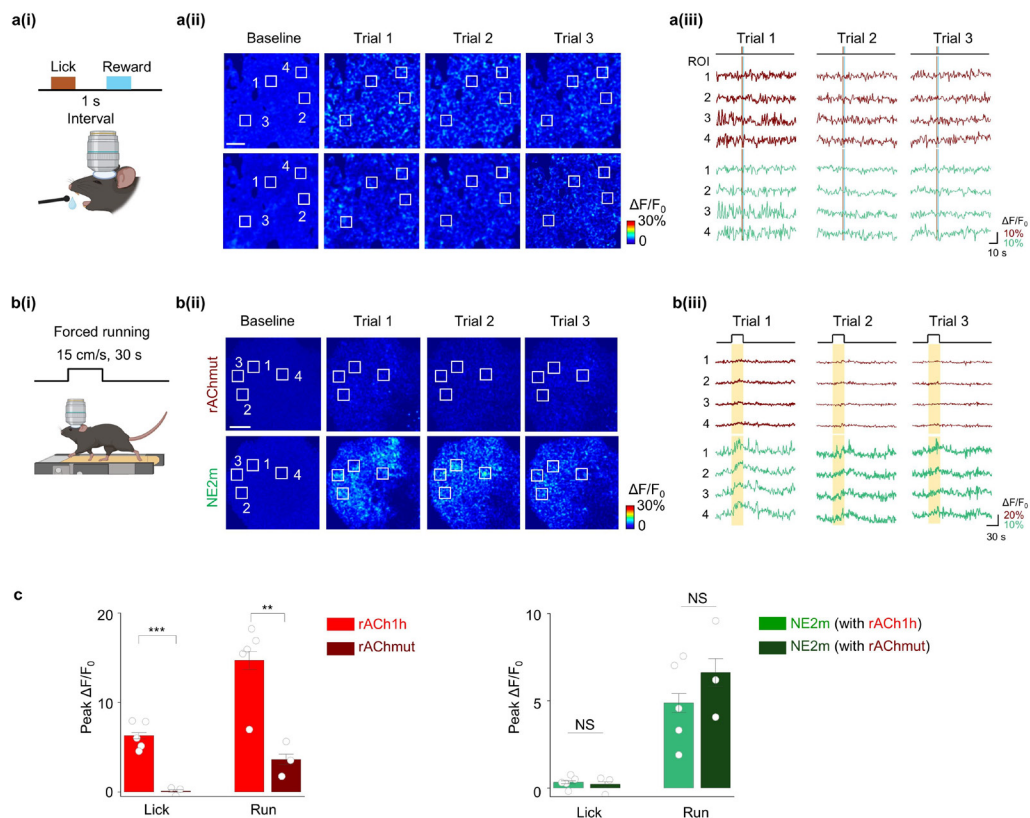 a(i)
Lick Reward
1 s
Interval
a(ii)
Baseline Trial 1 Trial 2 Trial 3
4
1
2
3
4
1
2
3
ΔF/F0
30%
0
a(iii)
Trial 1 Trial 2 Trial 3
ROI
1
2
3
4
1
2
3
4
ΔF/F0
10%
10%
10 s
b(i)
Forced running
15 cm/s, 30 s
b(ii)
Baseline Trial 1 Trial 2 Trial 3
rAChmut
3 1
4
2
NE2m
3 1
4
2
ΔF/F0
30%
0
b(iii)
Trial 1 Trial 2 Trial 3
1
2
3
4
1
2
3
4
ΔF/F0
20%
10%
30 s
c
Peak ΔF/F0
20
10
0
***
**
Lick Run
rACh1h
rAChmut
Peak ΔF/F0
10
5
0
NS
NS
Lick Run
NE2m (with rACh1h)
NE2m (with rAChmut)